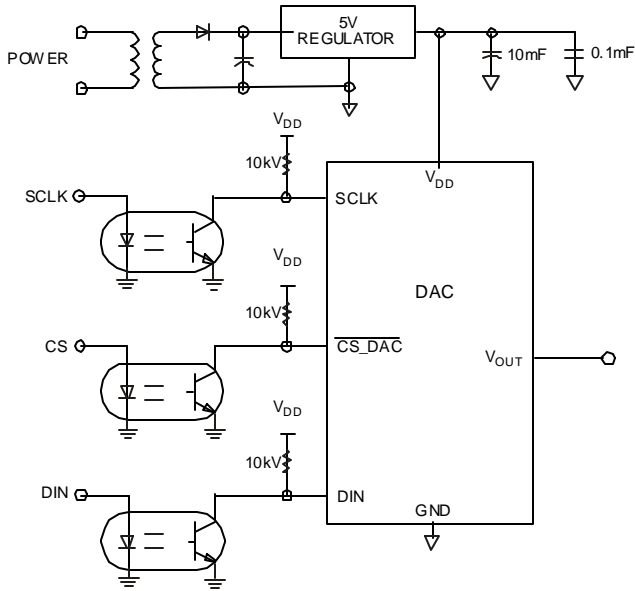 5V
REGULATOR
POWER
10mF
0.1mF
VDD
10kV
VDD
SCLK
SCLK
VDD
DAC
10kV
CS
CS_DAC
VOUT
VDD
10kV
DIN
DIN
GND